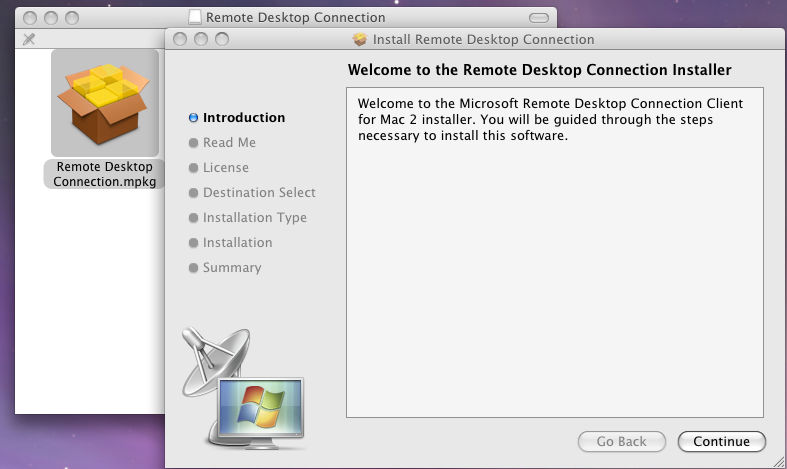 Remote Desktop Connection
Remote Desktop
Connection.mpkg
Install Remote Desktop Connection
Welcome to the Remote Desktop Connection Installer
Introduction
Read Me
License
Destination Select
Installation Type
Installation
Summary
Welcome to the Microsoft Remote Desktop Connection Client
for Mac 2 installer. You will be guided through the steps
necessary to install this software.
Go Back
Continue